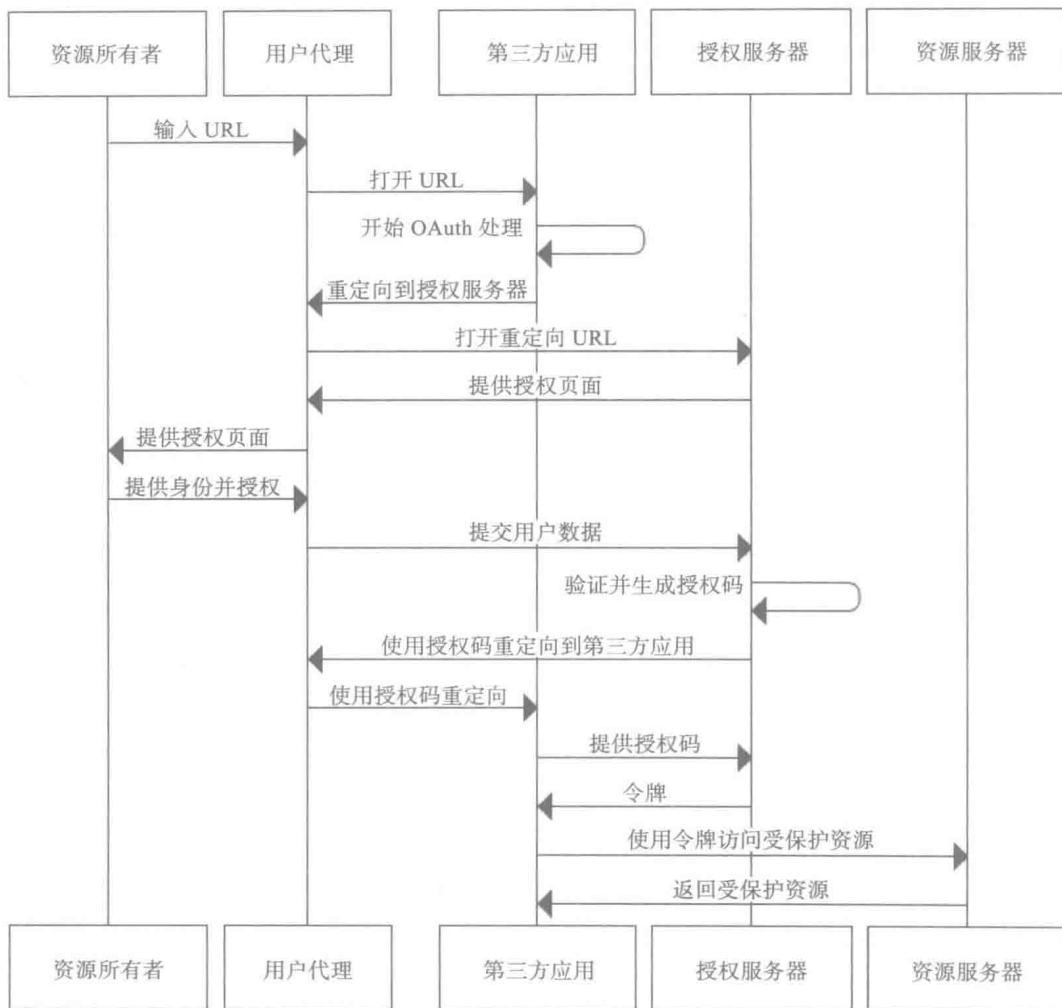 资源所有者
用户代理
第三方应用
授权服务器
资源服务器
输入 URL
打开 URL
开始 OAuth 处理
重定向到授权服务器
打开重定向 URL
提供授权页面
提供授权页面
提供身份并授权
提交用户数据
验证并生成授权码
使用授权码重定向到第三方应用
使用授权码重定向
提供授权码
令牌
使用令牌访问受保护资源
返回受保护资源
资源所有者
用户代理
第三方应用
授权服务器
资源服务器